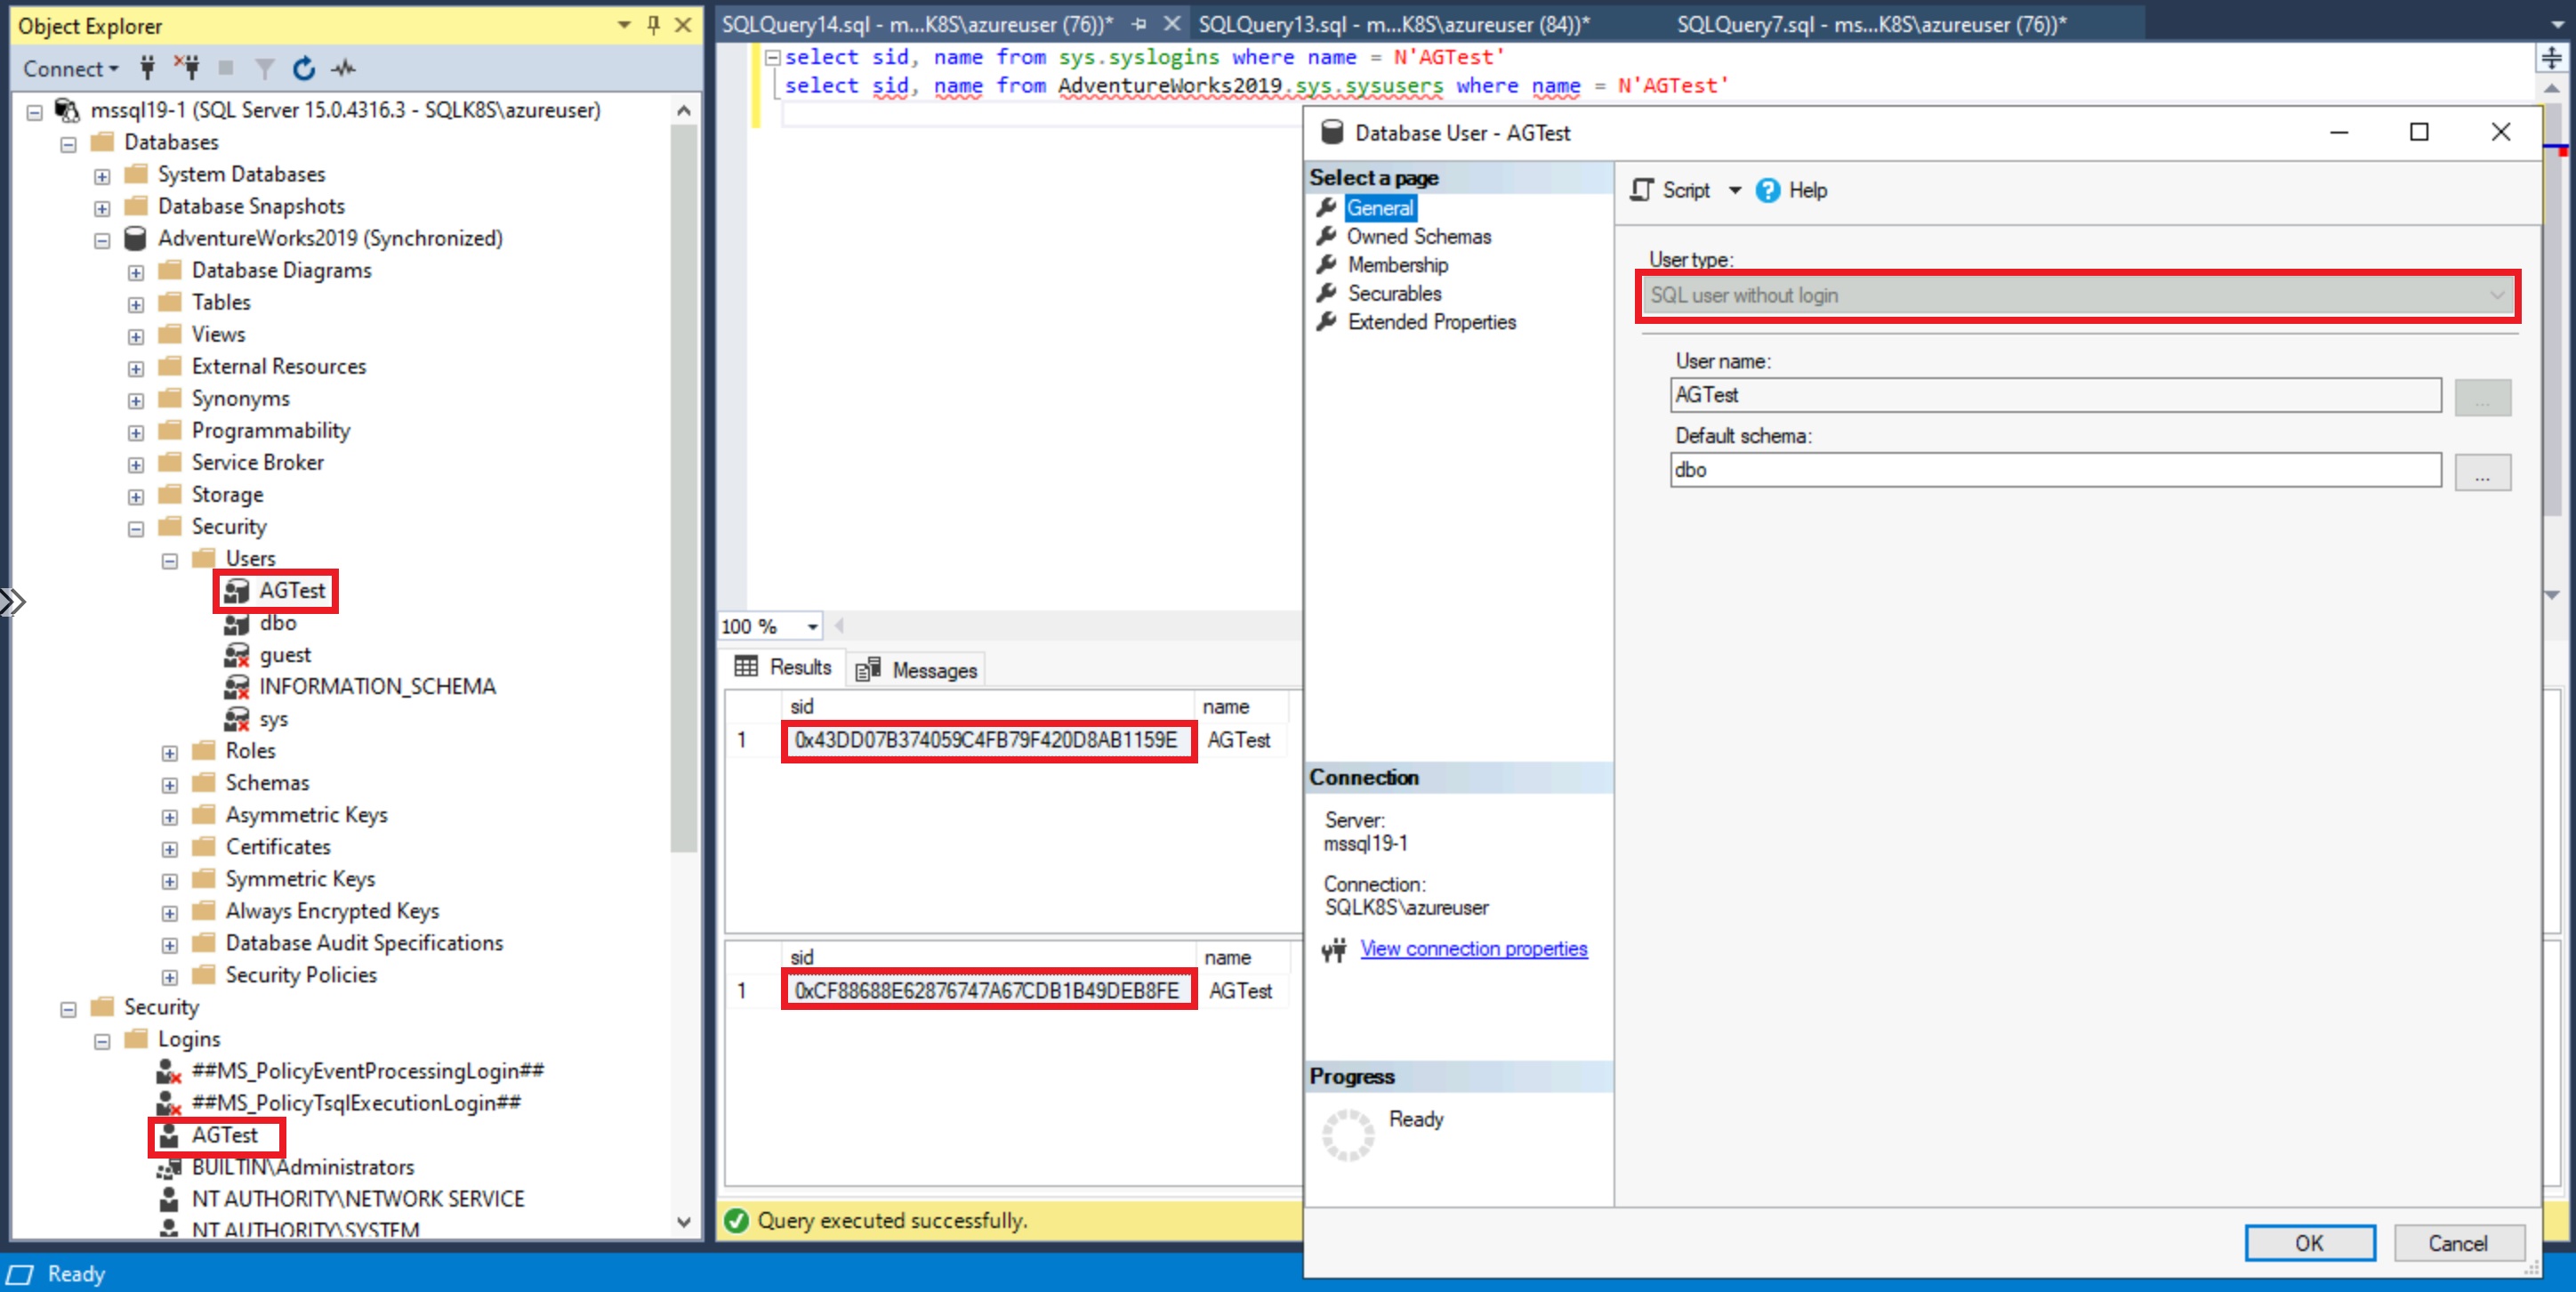 Object Explorer
Connect
mssql19-1 (SQL Server 15.0.4316.3 - SQLK8S\azureuser)
Databases
System Databases
Database Snapshots
AdventureWorks2019 (Synchronized)
Database Diagrams
Tables
Views
External Resources
Synonyms
Programmability
Service Broker
Storage
Security
Users
AGTest
dbo
guest
INFORMATION_SCHEMA
sys
Roles
Schemas
Asymmetric Keys
Certificates
Symmetric Keys
Always Encrypted Keys
Database Audit Specifications
Security Policies
Security
Logins
##MS_PolicyEventProcessingLogin##
##MS_PolicyTsqlExecutionLogin##
AGTest
BUILTIN\Administrators
NT AUTHORITY\NETWORK SERVICE
NT AUTHORITY\SYSTEM
SQLQuery14.sql - m...K8S\azureuser (76))* SQLQuery13.sql - m...K8S\azureuser (84))* SQLQuery7.sql - ms...K8S\azureuser (76))*
select sid, name from sys.syslogins where name = N'AGTest'
select sid, name from AdventureWorks2019.sys.sysusers where name = N'AGTest'
100 %
Results Messages
sid name
1 0x43DD07B374059C4FB79F420D8AB1159E AGTest
sid name
1 0xCF88688E62876747A67CDB1B49DEB8FE AGTest
Query executed successfully.
Database User - AGTest
Select a page
General
Owned Schemas
Membership
Securables
Extended Properties
Connection
Server:
mssql19-1
Connection:
SQLK8S\azureuser
View connection properties
Progress
Ready
Script Help
User type:
SQL user without login
User name:
AGTest
...
Default schema:
dbo
...
OK Cancel
Ready